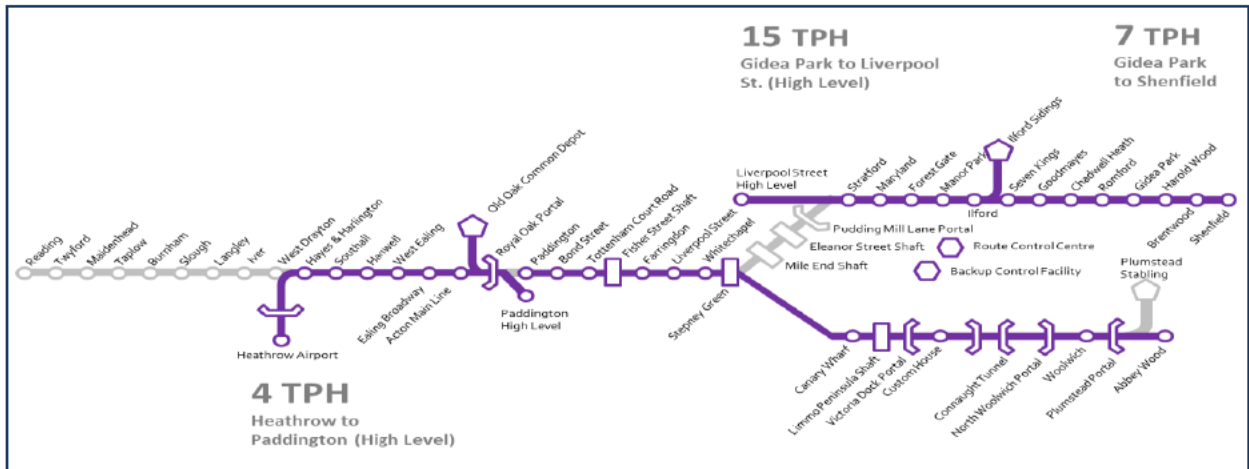 15 TPH
Gidea Park to Liverpool
St. (High Level)
7 TPH
Gidea Park
to Shenfield
Reading
Twyford
Maidenhead
Taplow
Burnham
Slough
Langley
Iver
West Drayton
Hayes & Harlington
Southall
Hanwell
West Ealing
Ealing Broadway
Acton Main Line
Old Oak Common Depot
Royal Oak Portal
Paddington
Bond Street
Tottenham Court Road
Fisher Street Shaft
Farringdon
Liverpool Street
Whitechapel
Stepney Green
Paddington
High Level
Heathrow Airport
4 TPH
Heathrow to
Paddington (High Level)
Liverpool Street
High Level
Stratford
Maryland
Forest Gate
Manor Park
Ilford
Ilford Sidings
Seven Kings
Goodmayes
Chadwell Heath
Romford
Gidea Park
Harold Wood
Brentwood
Shenfield
Pudding Mill Lane Portal
Eleanor Street Shaft
Mile End Shaft
Route Control Centre
Backup Control Facility
Plumstead
Stabling
Canary Wharf
Limmo Peninsula Shaft
Victoria Dock Portal
Custom House
Connaught Tunnel
North Woolwich Portal
Woolwich
Plumstead Portal
Abbey Wood